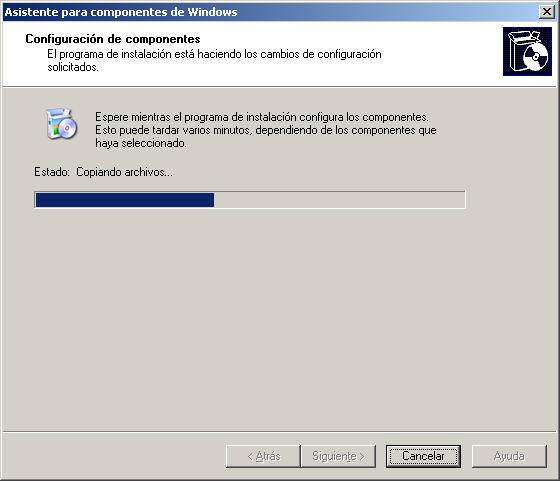 Asistente para componentes de Windows
Configuración de componentes
El programa de instalación está haciendo los cambios de configuración
solicitados.
Espere mientras el programa de instalación configura los componentes.
Esto puede tardar varios minutos, dependiendo de los componentes que
haya seleccionado.
Estado: Copiando archivos...
< Atrás Siguiente > Cancelar Ayuda